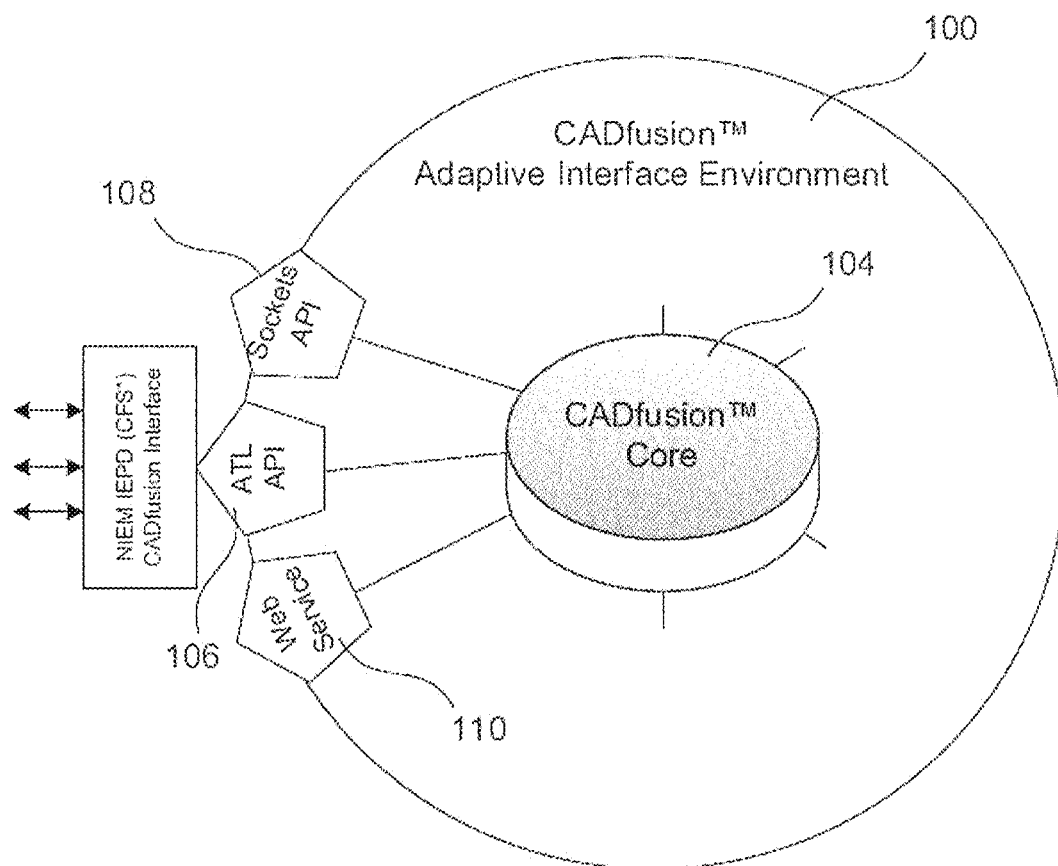 100
CADfusion™
Adaptive Interface Environment
108
Sockets
API
104
NIEM IEPD (CFS*)
CADfusion Interface
ATL
API
CADfusion™
Core
Web
Service
106
110